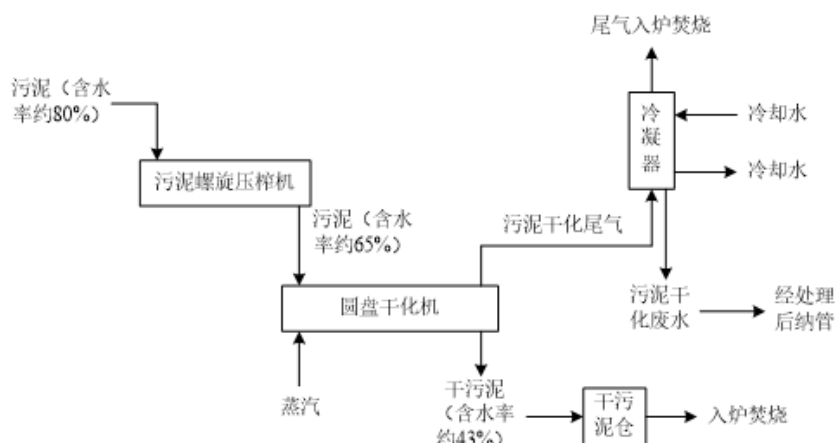 尾气入炉焚烧
污泥（含水
率约80%）
冷凝器
冷却水
冷却水
污泥螺旋压榨机
污泥（含水
率约65%）
污泥干化尾气
圆盘干化机
污泥干
化废水
经处理
后纳管
蒸汽
干污泥
（含水率
约43%）
干污
泥仓
入炉焚烧